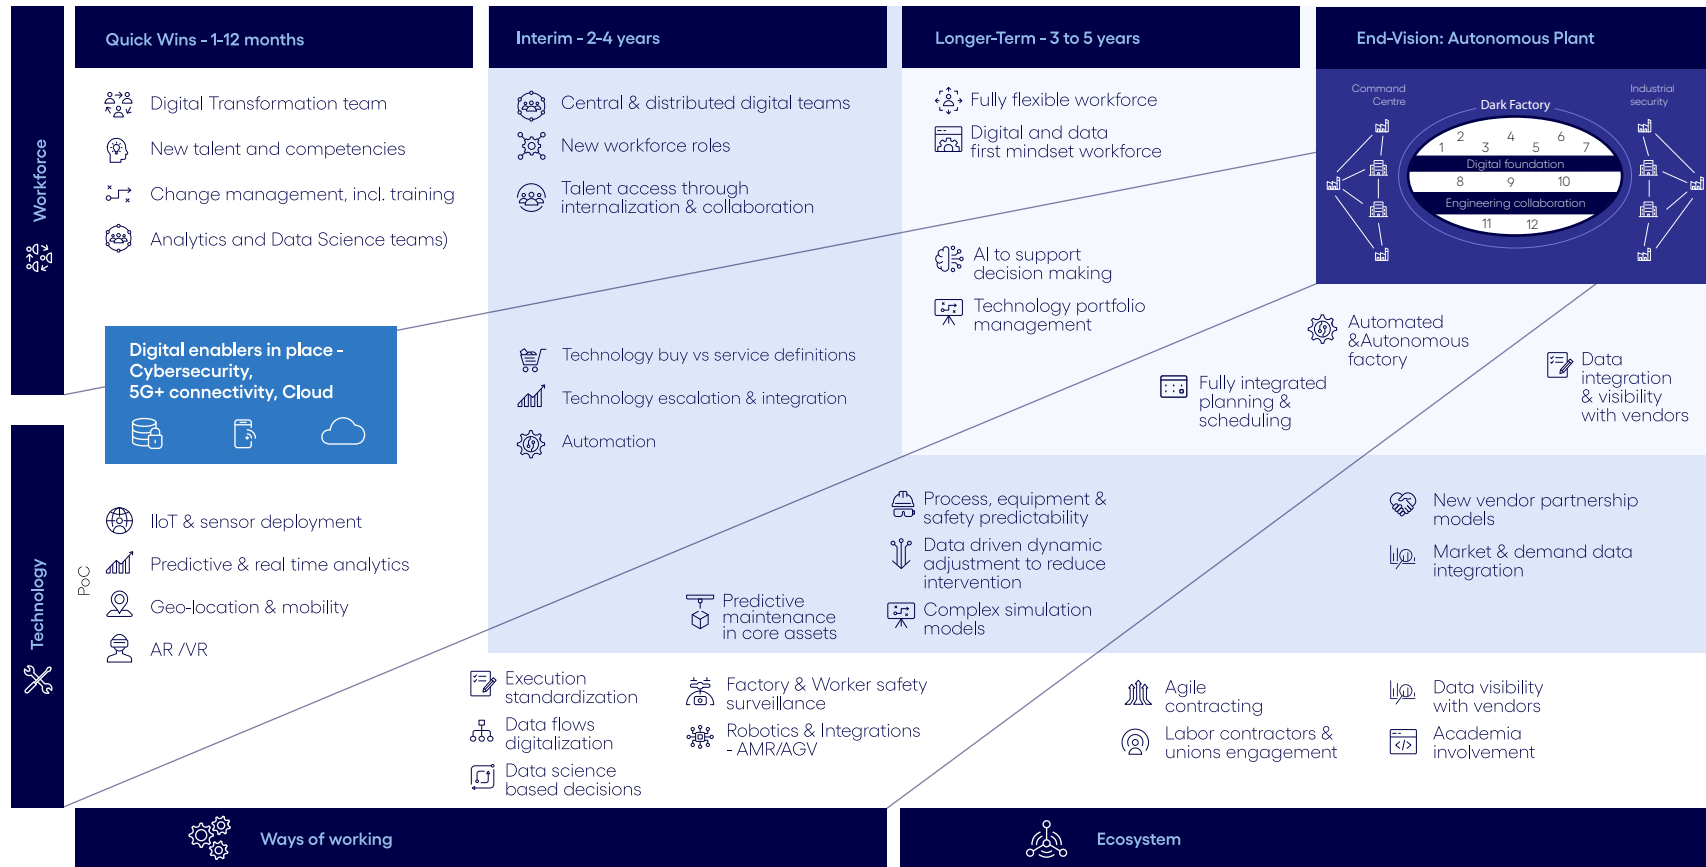 Quick Wins - 1-12 months
Interim - 2-4 years
Longer-Term - 3 to 5 years
End-Vision: Autonomous Plant
Workforce
Digital Transformation team
New talent and competencies
Change management, incl. training
Analytics and Data Science teams)
Central & distributed digital teams
New workforce roles
Talent access through
internalization & collaboration
Fully flexible workforce
Digital and data
first mindset workforce
Command
Centre
Dark Factory
Industrial
security
1 2 3 4 5 6 7
Digital foundation
8 9 10
Engineering collaboration
11 12
AI to support
decision making
Technology portfolio
management
Digital enablers in place -
Cybersecurity,
5G+ connectivity, Cloud
Technology buy vs service definitions
Technology escalation & integration
Automation
Fully integrated
planning &
scheduling
Automated
&Autonomous
factory
Data
integration
& visibility
with vendors
Technology
PoC
IIoT & sensor deployment
Predictive & real time analytics
Geo-location & mobility
AR /VR
Process, equipment &
safety predictability
Data driven dynamic
adjustment to reduce
intervention
Complex simulation
models
Predictive
maintenance
in core assets
New vendor partnership
models
Market & demand data
integration
Execution
standardization
Data flows
digitalization
Data science
based decisions
Factory & Worker safety
surveillance
Robotics & Integrations
- AMR/AGV
Agile
contracting
Labor contractors &
unions engagement
Data visibility
with vendors
Academia
involvement
Ways of working
Ecosystem